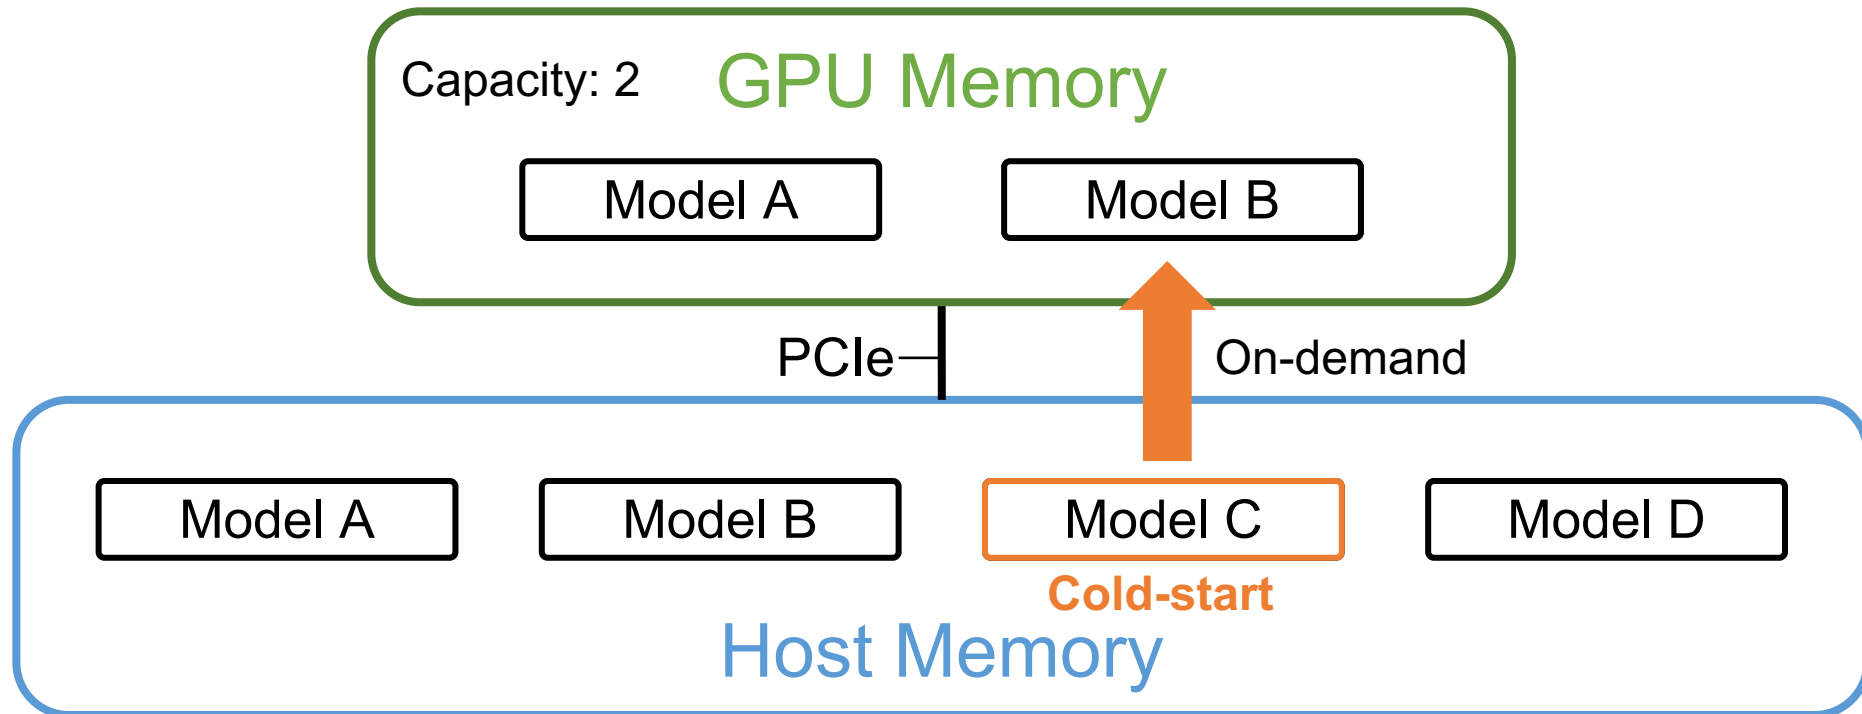 Capacity: 2
GPU Memory
Model A
Model B
PCIe
On-demand
Model A
Model B
Model C
Model D
Cold-start
Host Memory